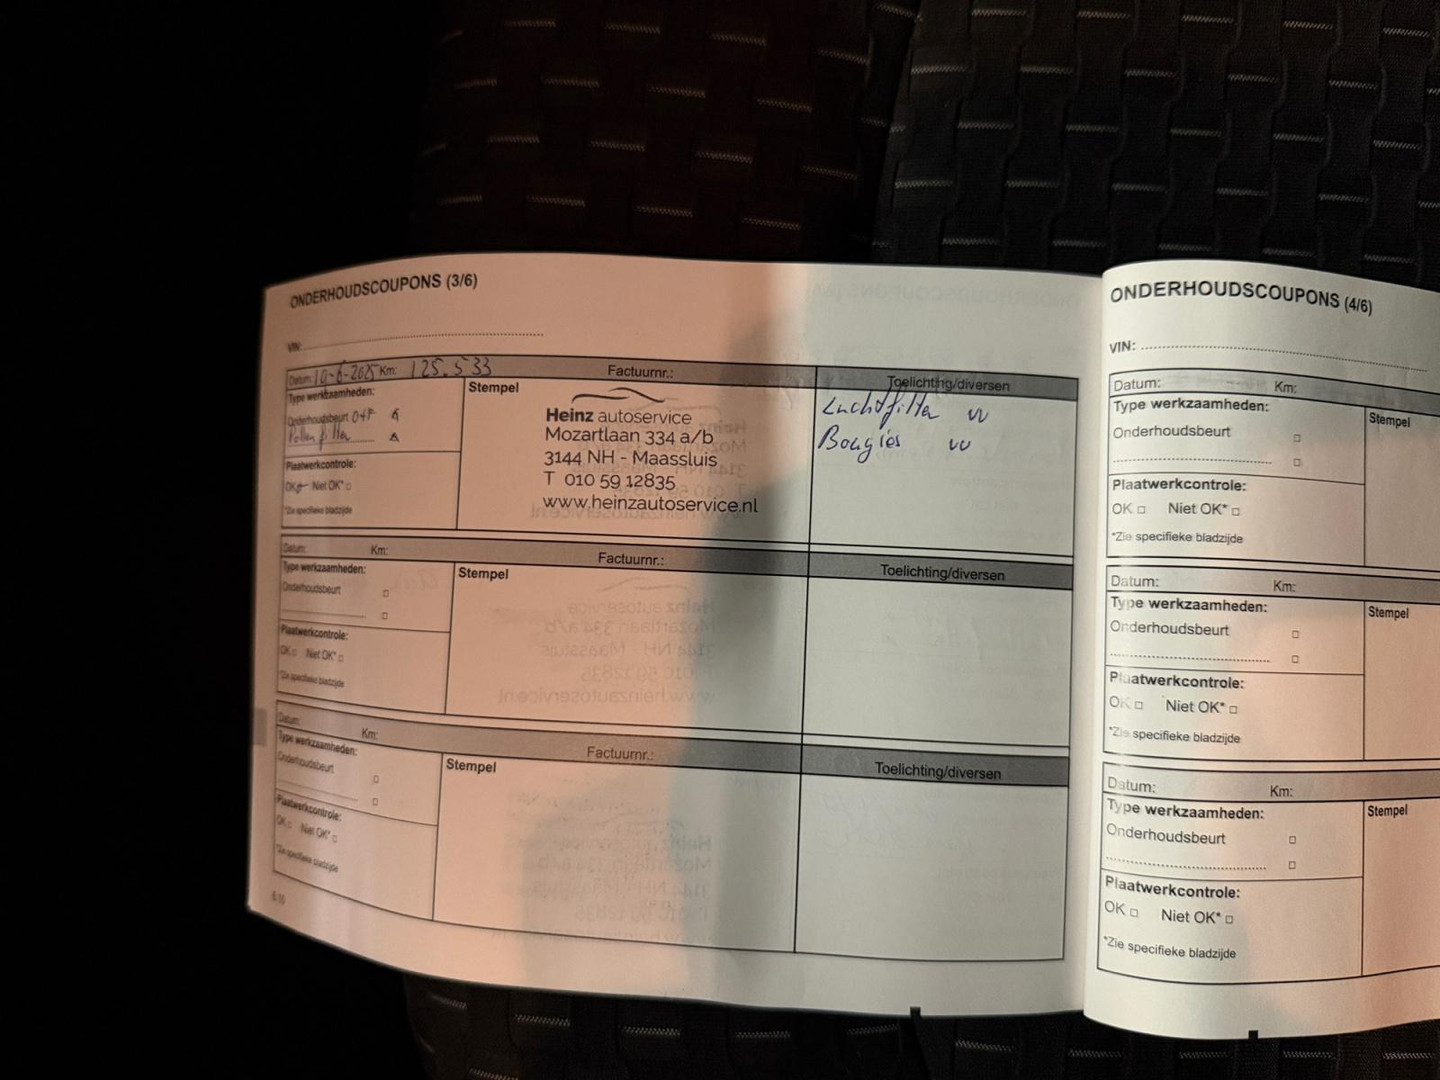 ONDERHOUDSCOUPONS (3/6)
VIN:
Datum: 19-6-2025 Km: 125.533 Factuurnr.:
Type werkzaamheden:
Onderhoudsbeurt O+F
Pollenfilter
Plaatwerkcontrole:
OK Niet OK*
*Zie specifieke bladzijde
Stempel
Heinz autoservice
Mozartlaan 334 a/b
3144 NH - Maassluis
T 010 59 12835
www.heinzautoservice.nl
Toelichting/diversen
Luchtfilter vv
Bougies vv
Datum: Km: Factuurnr.:
Type werkzaamheden:
Onderhoudsbeurt
Plaatwerkcontrole:
OK Niet OK*
*Zie specifieke bladzijde
Stempel
Toelichting/diversen
Datum: Km: Factuurnr.:
Type werkzaamheden:
Onderhoudsbeurt
Plaatwerkcontrole:
OK Niet OK*
*Zie specifieke bladzijde
Stempel
Toelichting/diversen
ONDERHOUDSCOUPONS (4/6)
VIN:
Datum: Km:
Type werkzaamheden:
Onderhoudsbeurt
Plaatwerkcontrole:
OK Niet OK*
*Zie specifieke bladzijde
Stempel
Datum: Km:
Type werkzaamheden:
Onderhoudsbeurt
Plaatwerkcontrole:
OK Niet OK*
*Zie specifieke bladzijde
Stempel
Datum: Km:
Type werkzaamheden:
Onderhoudsbeurt
Plaatwerkcontrole:
OK Niet OK*
*Zie specifieke bladzijde
Stempel